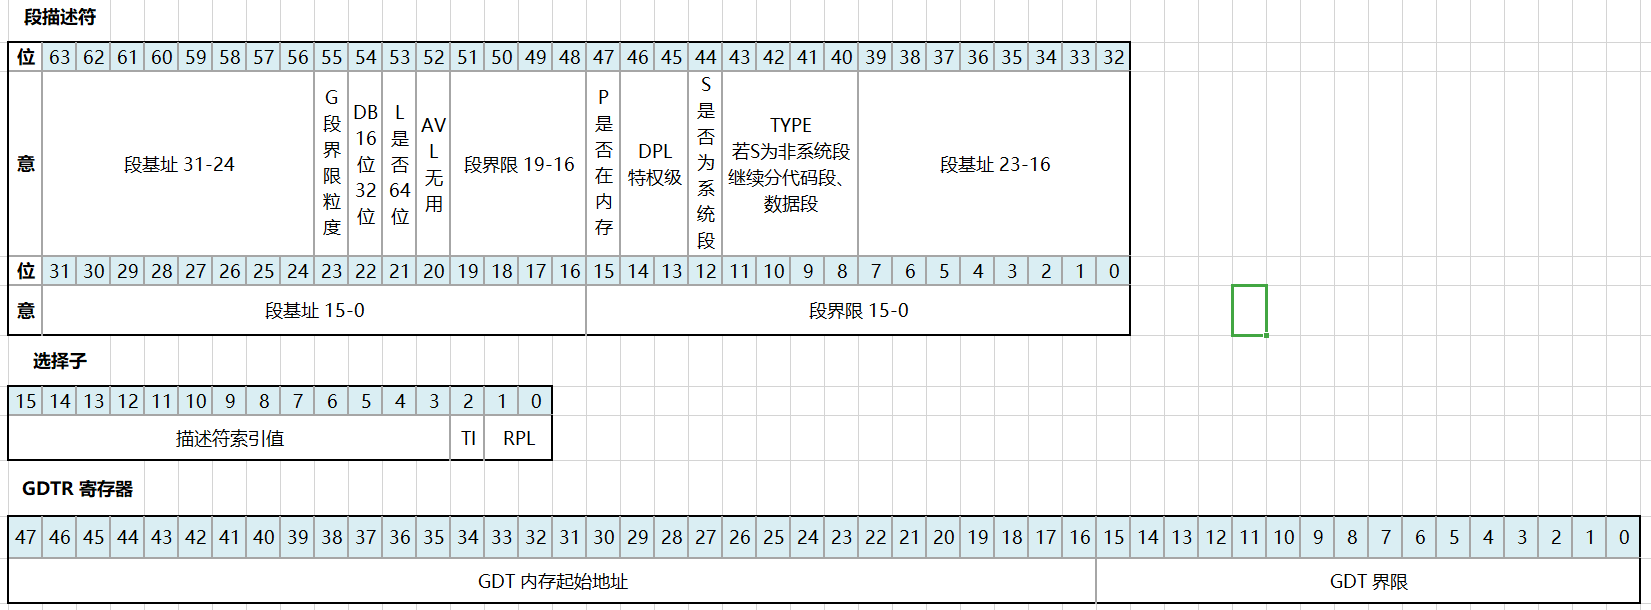 段描述符
位 63 62 61 60 59 58 57 56 55 54 53 52 51 50 49 48 47 46 45 44 43 42 41 40 39 38 37 36 35 34 33 32
意
段基址 31-24
G
段
界
限
粒
度
DB
16
位
32
位
L
是
否
64
位
AV
L
无
用
段界限 19-16
P
是
否
在
内
存
DPL
特权级
S
是
否
为
系
统
段
TYPE
若S为非系统段
继续分代码段、
数据段
段基址 23-16
位 31 30 29 28 27 26 25 24 23 22 21 20 19 18 17 16 15 14 13 12 11 10 9 8 7 6 5 4 3 2 1 0
意 段基址 15-0 段界限 15-0
选择子
15 14 13 12 11 10 9 8 7 6 5 4 3 2 1 0
描述符索引值 TI RPL
GDTR 寄存器
47 46 45 44 43 42 41 40 39 38 37 36 35 34 33 32 31 30 29 28 27 26 25 24 23 22 21 20 19 18 17 16 15 14 13 12 11 10 9 8 7 6 5 4 3 2 1 0
GDT 内存起始地址 GDT 界限